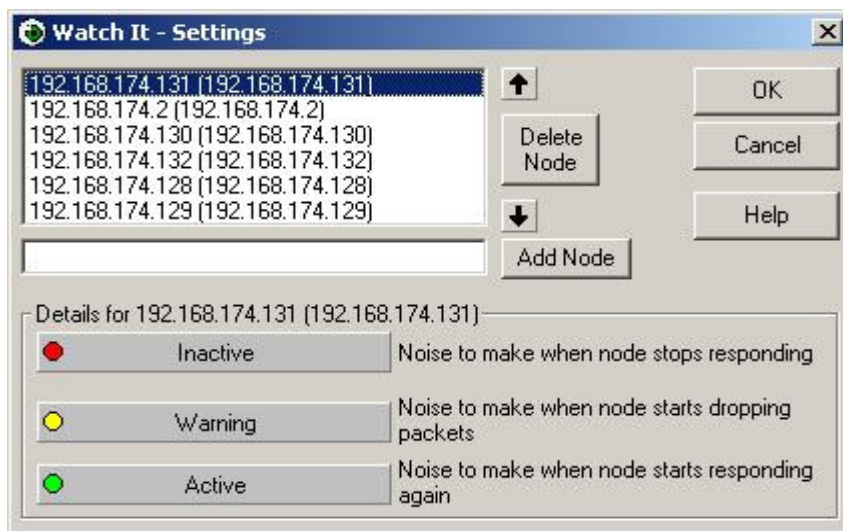 Watch It - Settings
192.168.174.131 (192.168.174.131)
192.168.174.2 (192.168.174.2)
192.168.174.130 (192.168.174.130)
192.168.174.132 (192.168.174.132)
192.168.174.128 (192.168.174.128)
192.168.174.129 (192.168.174.129)
Delete
Node
Add Node
OK
Cancel
Help
Details for 192.168.174.131 (192.168.174.131)
Inactive
Noise to make when node stops responding
Warning
Noise to make when node starts dropping
packets
Active
Noise to make when node starts responding
again